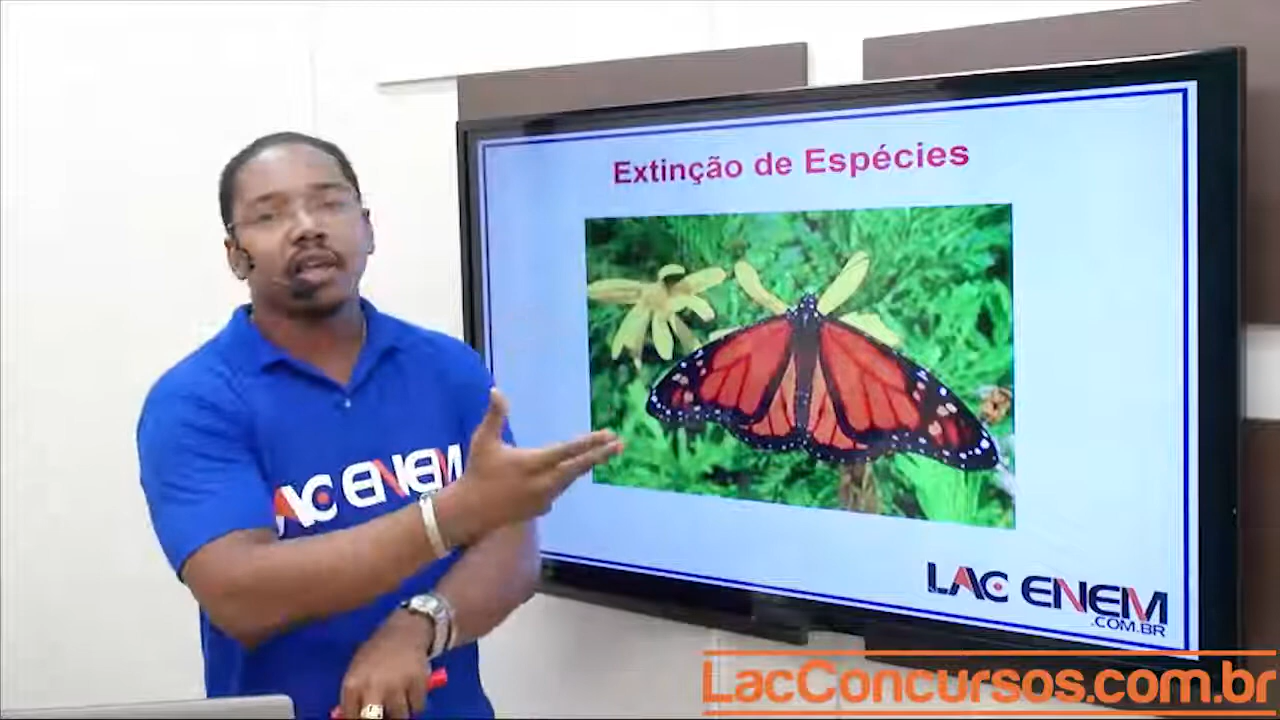 Extinção de Espécies
LAC ENEM
LAC ENEM
.COM.BR
LacConcursos.com.br